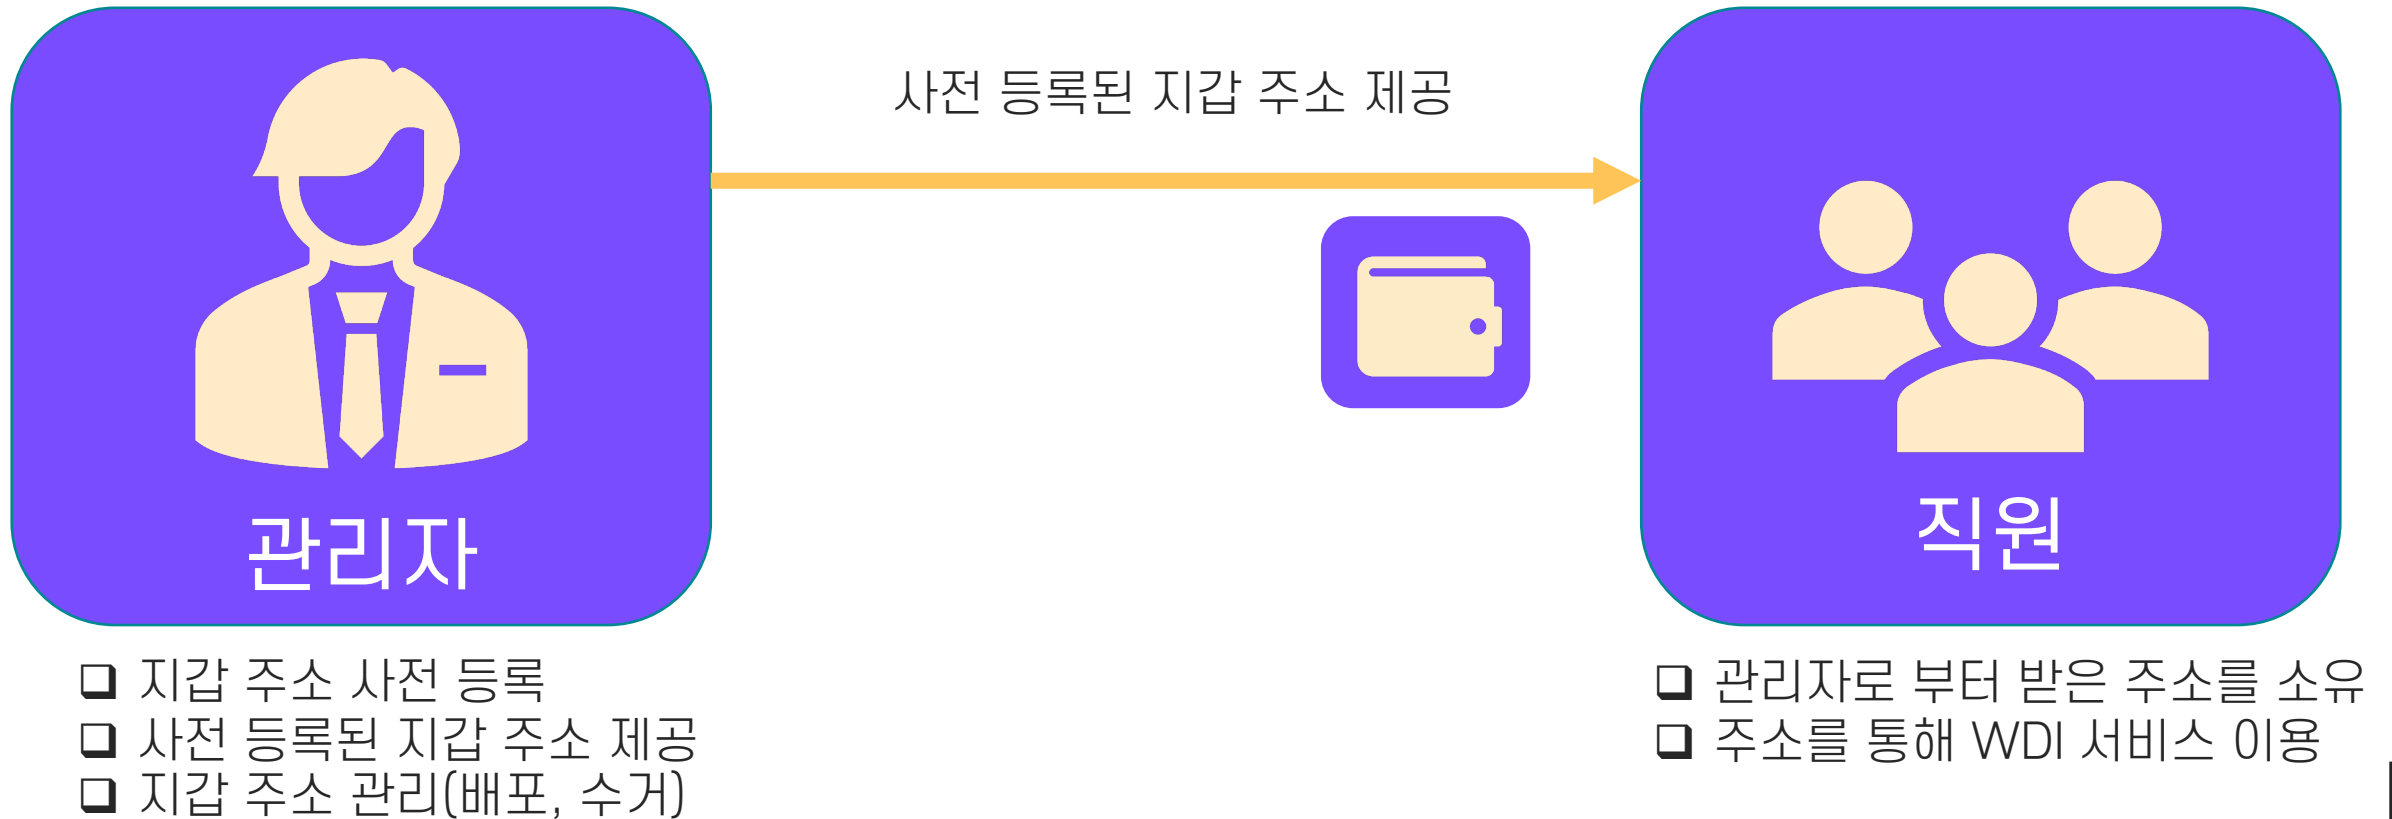 사전 등록된 지갑 주소 제공
관리자
직원
지갑 주소 사전 등록
사전 등록된 지갑 주소 제공
지갑 주소 관리(배포, 수거)
관리자로 부터 받은 주소를 소유
주소를 통해 WDI 서비스 이용